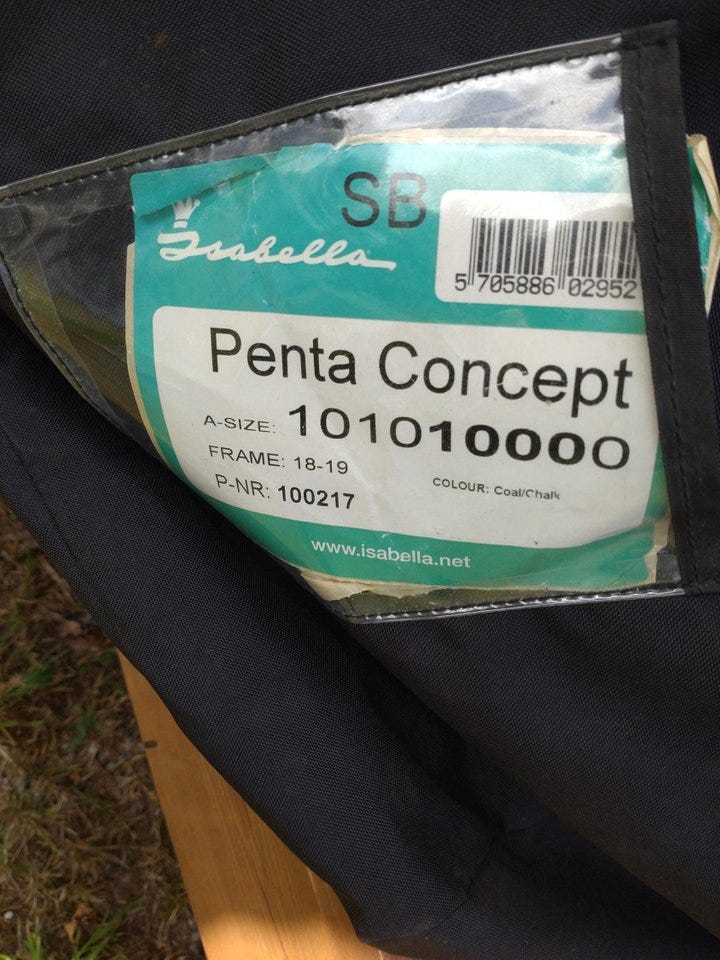 SB
Isabella
5 705886 02952
Penta Concept
A-SIZE: 101010000
FRAME: 18-19
P-NR: 100217
COLOUR: Coal/Chalk
www.isabella.net